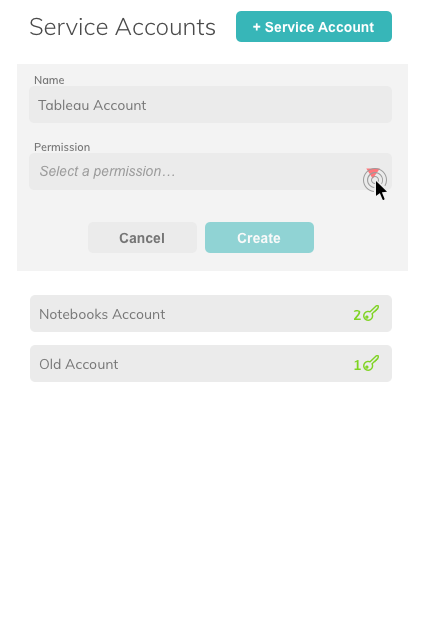 Service Accounts
+ Service Account
Name
Tableau Account
Permission
Select a permission…
Cancel
Create
Notebooks Account
2
Old Account
1